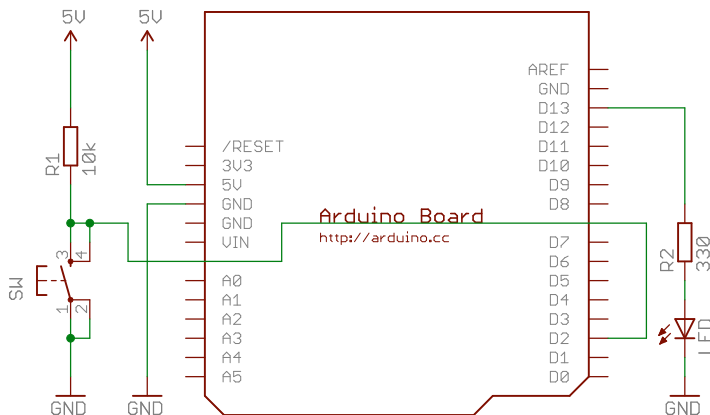 5V
5V
R1
10k
3
4
SW
1
2
GND
GND
/RESET
3V3
5V
GND
GND
VIN
A0
A1
A2
A3
A4
A5
Arduino Board
http://arduino.cc
AREF
GND
D13
D12
D11
D10
D9
D8
D7
D6
D5
D4
D3
D2
D1
D0
R2
330
LED
GND